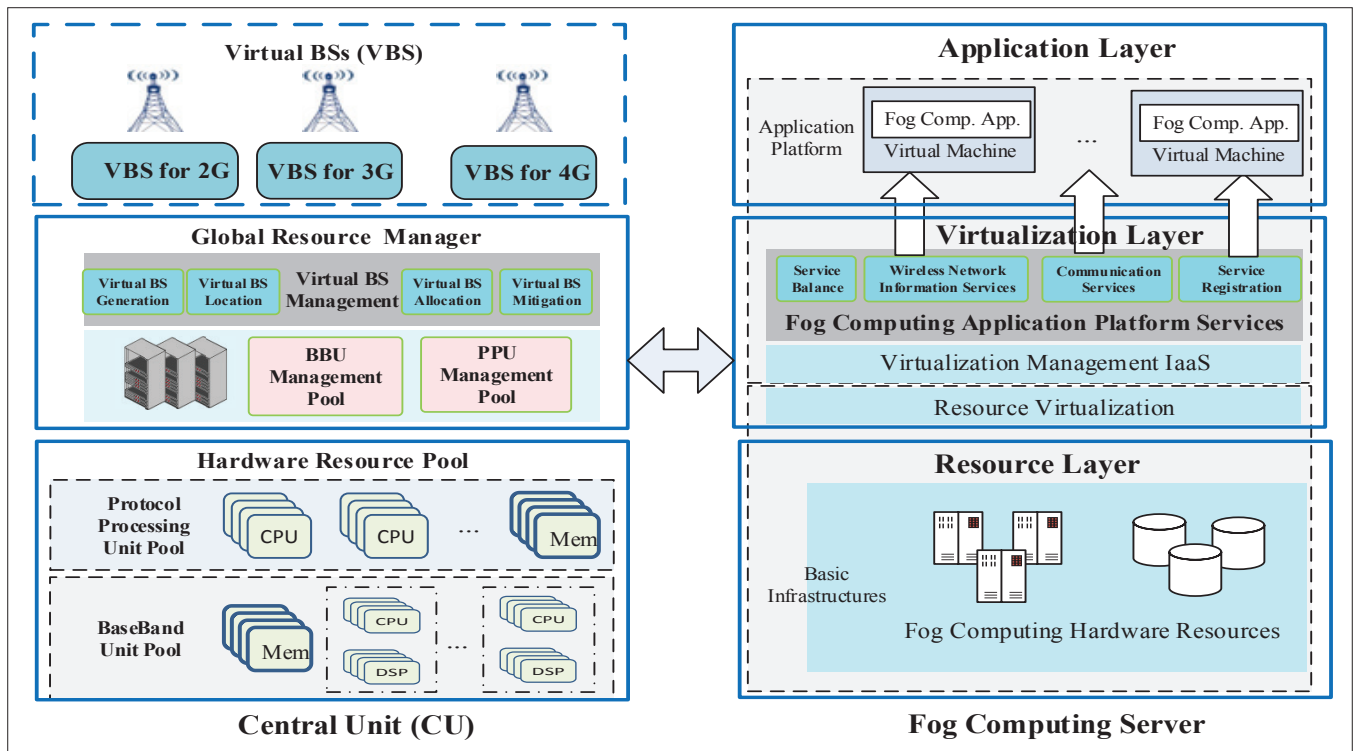 Virtual BSs (VBS)
VBS for 2G
VBS for 3G
VBS for 4G
Global Resource Manager
Virtual BS
Generation
Virtual BS
Location
Virtual BS
Management
Virtual BS
Allocation
Virtual BS
Mitigation
BBU
Management
Pool
PPU
Management
Pool
Hardware Resource Pool
Protocol
Processing
Unit Pool
CPU
CPU
...
Mem
BaseBand
Unit Pool
Mem
CPU
DSP
...
CPU
DSP
Central Unit (CU)
Application Layer
Application
Platform
Fog Comp. App.
Virtual Machine
...
Fog Comp. App.
Virtual Machine
Virtualization Layer
Service
Balance
Wireless Network
Information Services
Communication
Services
Service
Registration
Fog Computing Application Platform Services
Virtualization Management IaaS
Resource Virtualization
Resource Layer
Basic
Infrastructures
Fog Computing Hardware Resources
Fog Computing Server